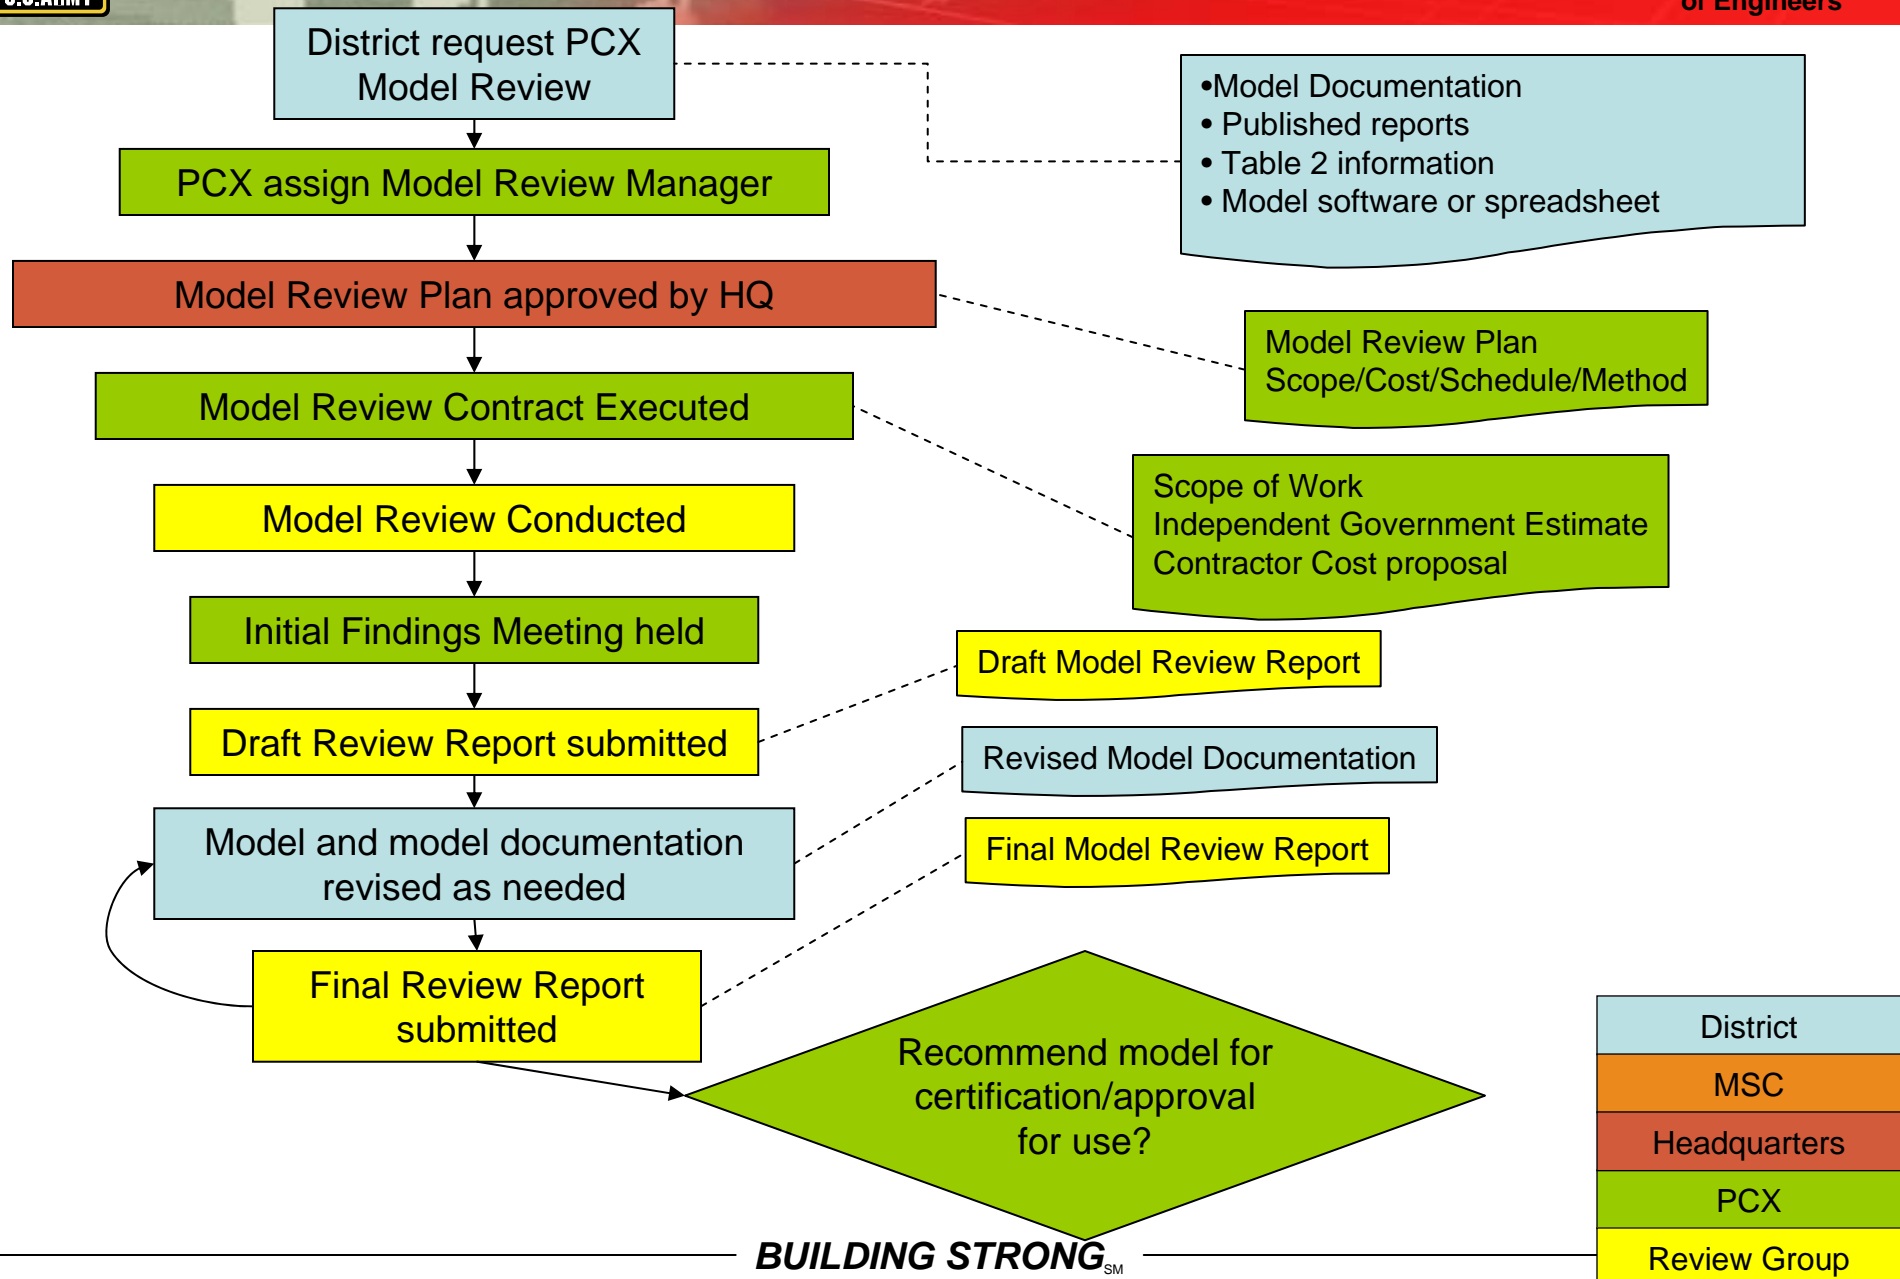 U.S.ARMY
of Engineers
District request PCX
Model Review
•Model Documentation
• Published reports
• Table 2 information
• Model software or spreadsheet
PCX assign Model Review Manager
Model Review Plan approved by HQ
Model Review Plan
Scope/Cost/Schedule/Method
Model Review Contract Executed
Scope of Work
Independent Government Estimate
Contractor Cost proposal
Model Review Conducted
Initial Findings Meeting held
Draft Model Review Report
Draft Review Report submitted
Revised Model Documentation
Model and model documentation
revised as needed
Final Model Review Report
Final Review Report
submitted
Recommend model for
certification/approval
for use?
District
MSC
Headquarters
PCX
Review Group
BUILDING STRONG SM